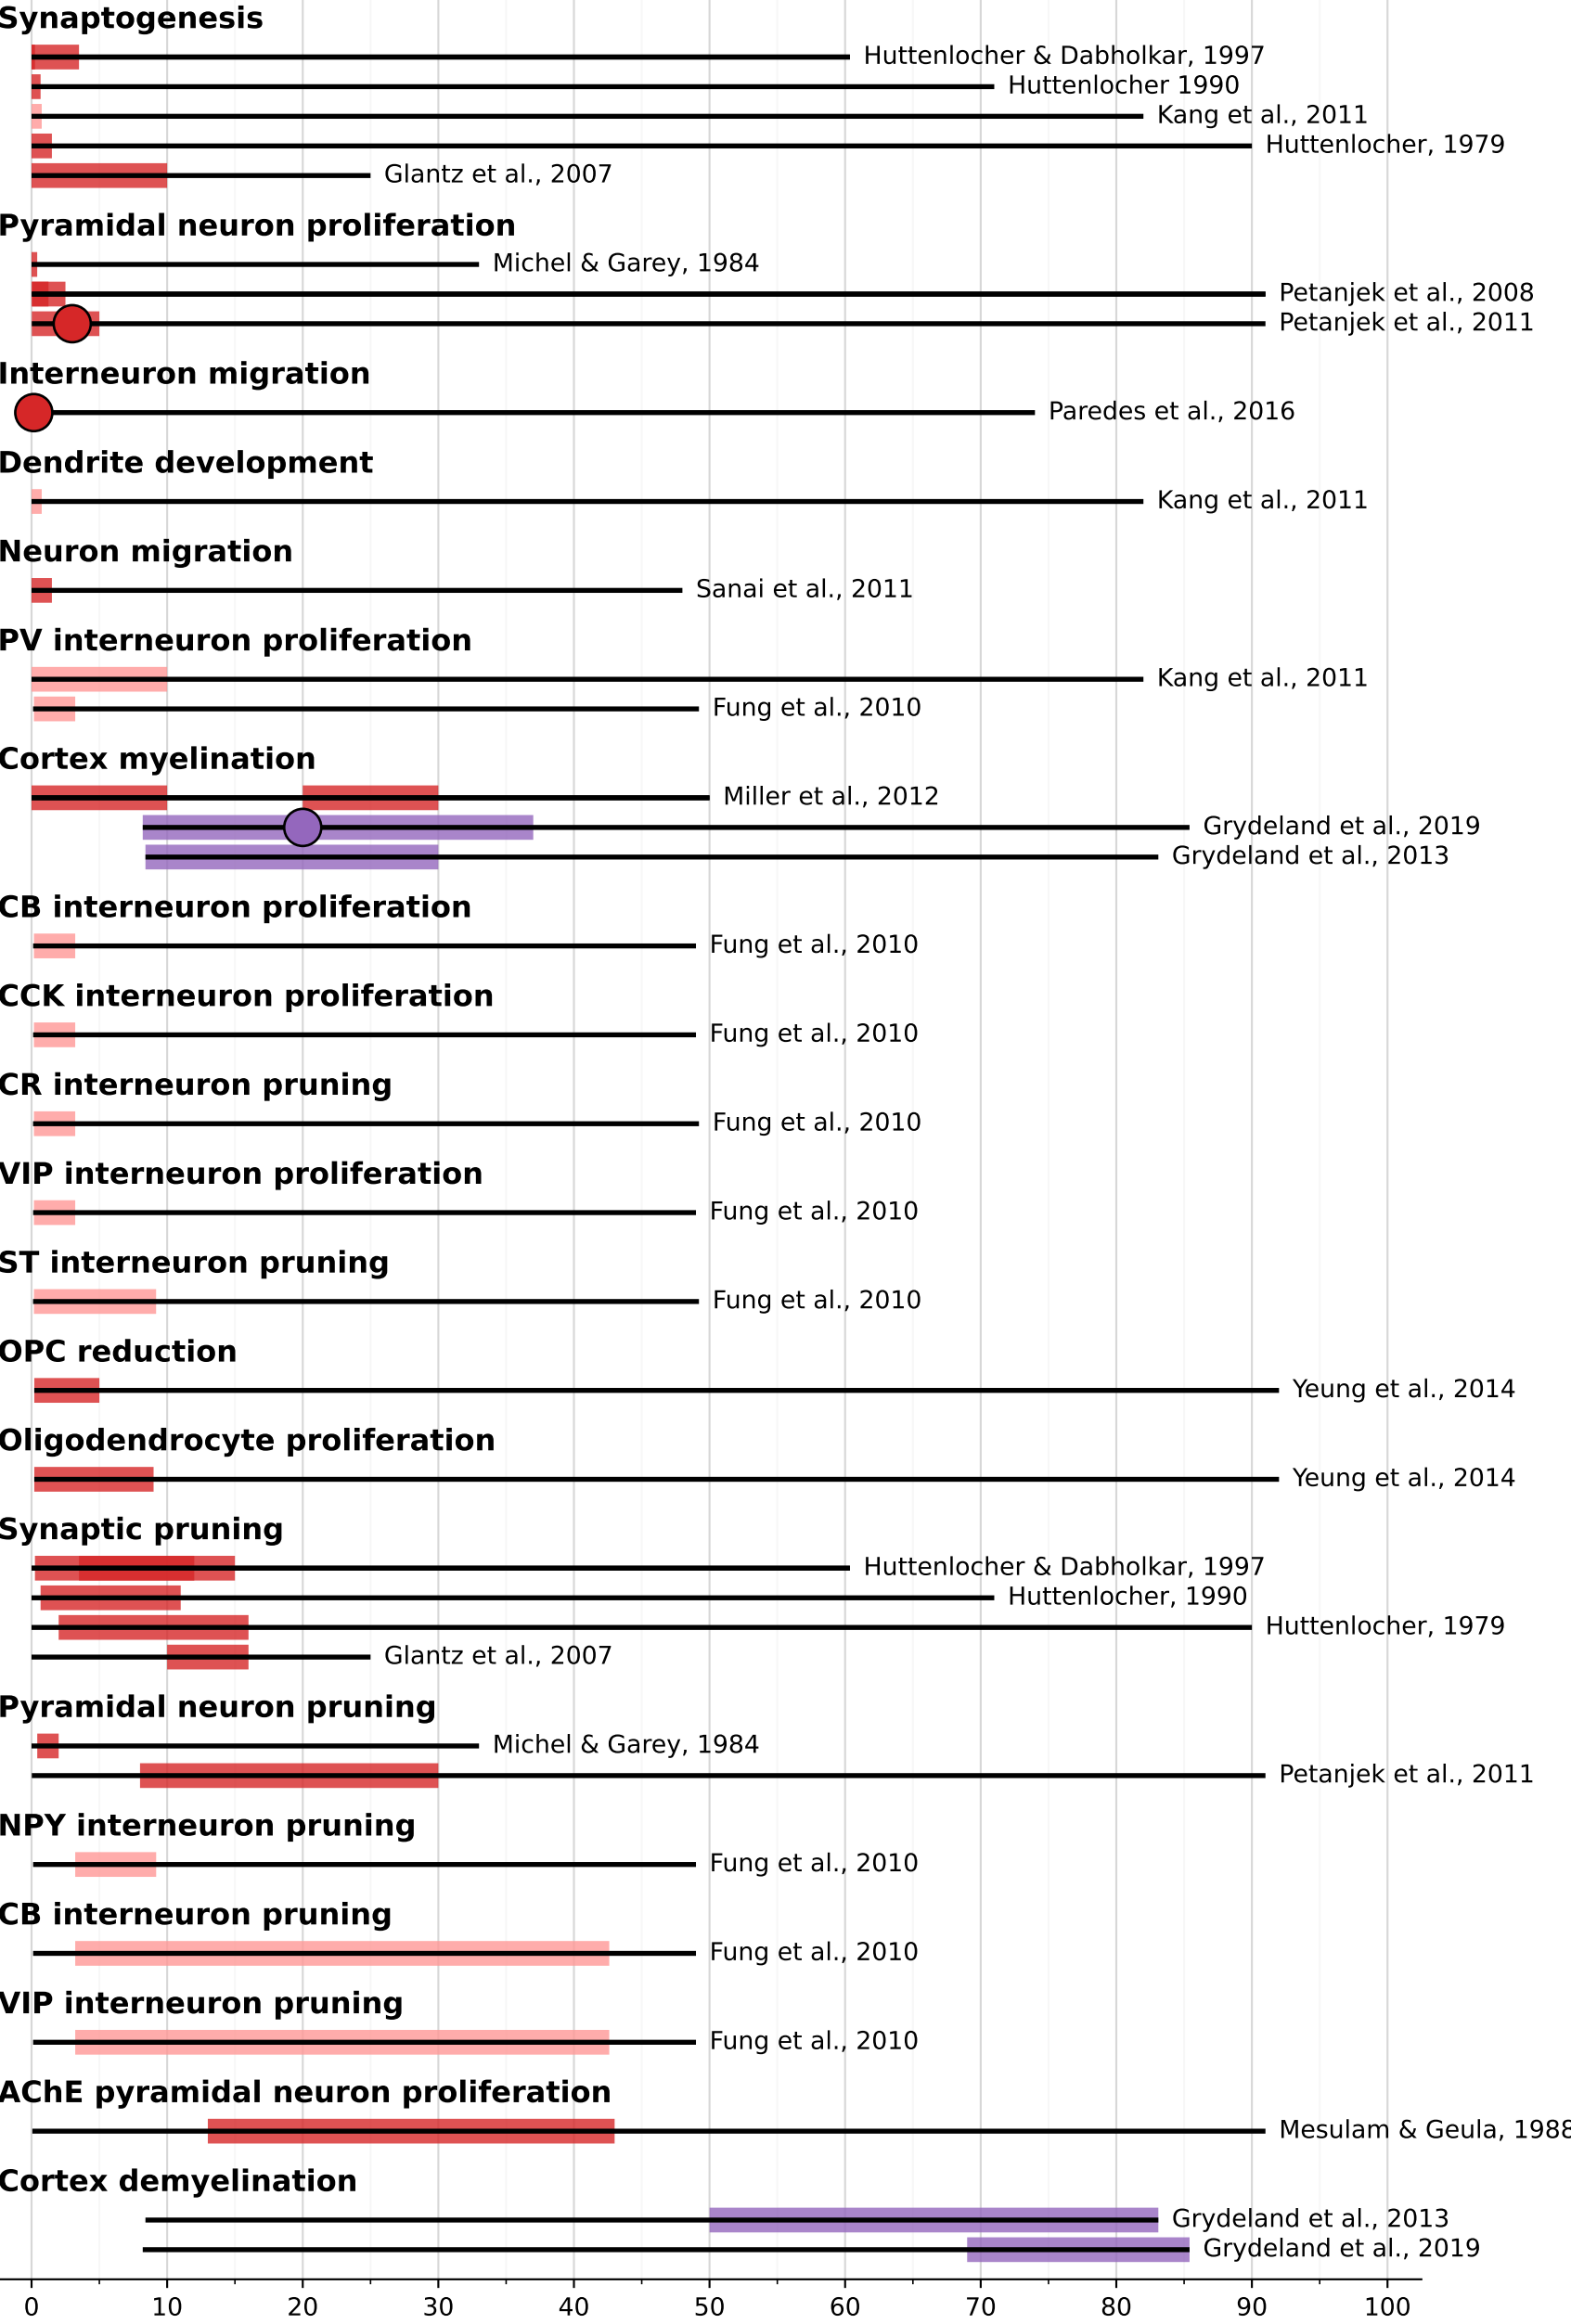 Synaptogenesis
Huttenlocher & Dabholkar, 1997
Huttenlocher 1990
Kang et al., 2011
Huttenlocher, 1979
Glantz et al., 2007
Pyramidal neuron proliferation
Michel & Garey, 1984
Petanjek et al., 2008
Petanjek et al., 2011
Interneuron migration
Paredes et al., 2016
Dendrite development
Kang et al., 2011
Neuron migration
Sanai et al., 2011
PV interneuron proliferation
Kang et al., 2011
Fung et al., 2010
Cortex myelination
Miller et al., 2012
Grydeland et al., 2019
Grydeland et al., 2013
CB interneuron proliferation
Fung et al., 2010
CCK interneuron proliferation
Fung et al., 2010
CR interneuron pruning
Fung et al., 2010
VIP interneuron proliferation
Fung et al., 2010
ST interneuron pruning
Fung et al., 2010
OPC reduction
Yeung et al., 2014
Oligodendrocyte proliferation
Yeung et al., 2014
Synaptic pruning
Huttenlocher & Dabholkar, 1997
Huttenlocher, 1990
Huttenlocher, 1979
Glantz et al., 2007
Pyramidal neuron pruning
Michel & Garey, 1984
Petanjek et al., 2011
NPY interneuron pruning
Fung et al., 2010
CB interneuron pruning
Fung et al., 2010
VIP interneuron pruning
Fung et al., 2010
AChE pyramidal neuron proliferation
Mesulam & Geula, 1988
Cortex demyelination
Grydeland et al., 2013
Grydeland et al., 2019
0 10 20 30 40 50 60 70 80 90 100